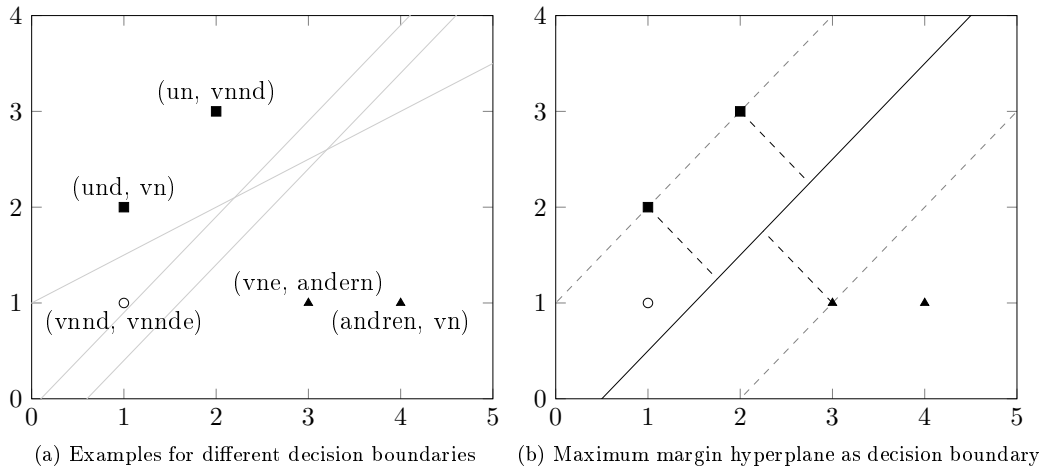 4
3
2
1
0
0 1 2 3 4 5
(un, vnnd)
(und, vn)
(vne, andern)
(vnnd, vnnde)
(andren, vn)
(a) Examples for different decision boundaries
4
3
2
1
0
0 1 2 3 4 5
(b) Maximum margin hyperplane as decision boundary